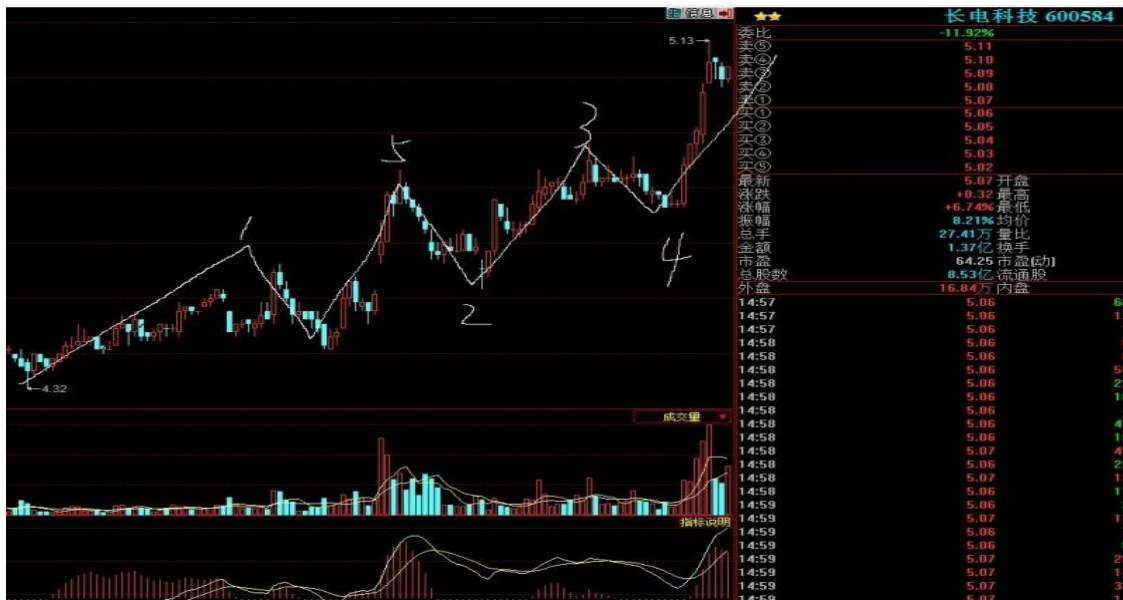 信息
长电科技 600584
委比 -11.92%
卖⑤ 5.11
卖④ 5.10
卖③ 5.09
卖② 5.08
卖① 5.07
买① 5.06
买② 5.05
买③ 5.04
买④ 5.03
买⑤ 5.02
最新 5.07 开盘
涨跌 +0.32 最高
涨幅 +6.74% 最低
振幅 8.21% 均价
总手 27.41万 量比
金额 1.37亿 换手
市盈 64.25 市盈(动)
总股数 8.53亿 流通股
外盘 16.84万 内盘
14:57 5.06
14:57 5.06
14:57 5.06
14:58 5.06
14:58 5.06
14:58 5.06
14:58 5.06
14:58 5.06
14:58 5.06
14:58 5.06
14:58 5.06
14:58 5.07
14:58 5.06
14:58 5.07
14:58 5.06
14:59 5.06
14:59 5.07
14:59 5.06
14:59 5.06
14:59 5.07
14:59 5.07
14:59 5.07
14:59 5.07
5.13
1
5
2
3
4
4.32
成交量
指标说明